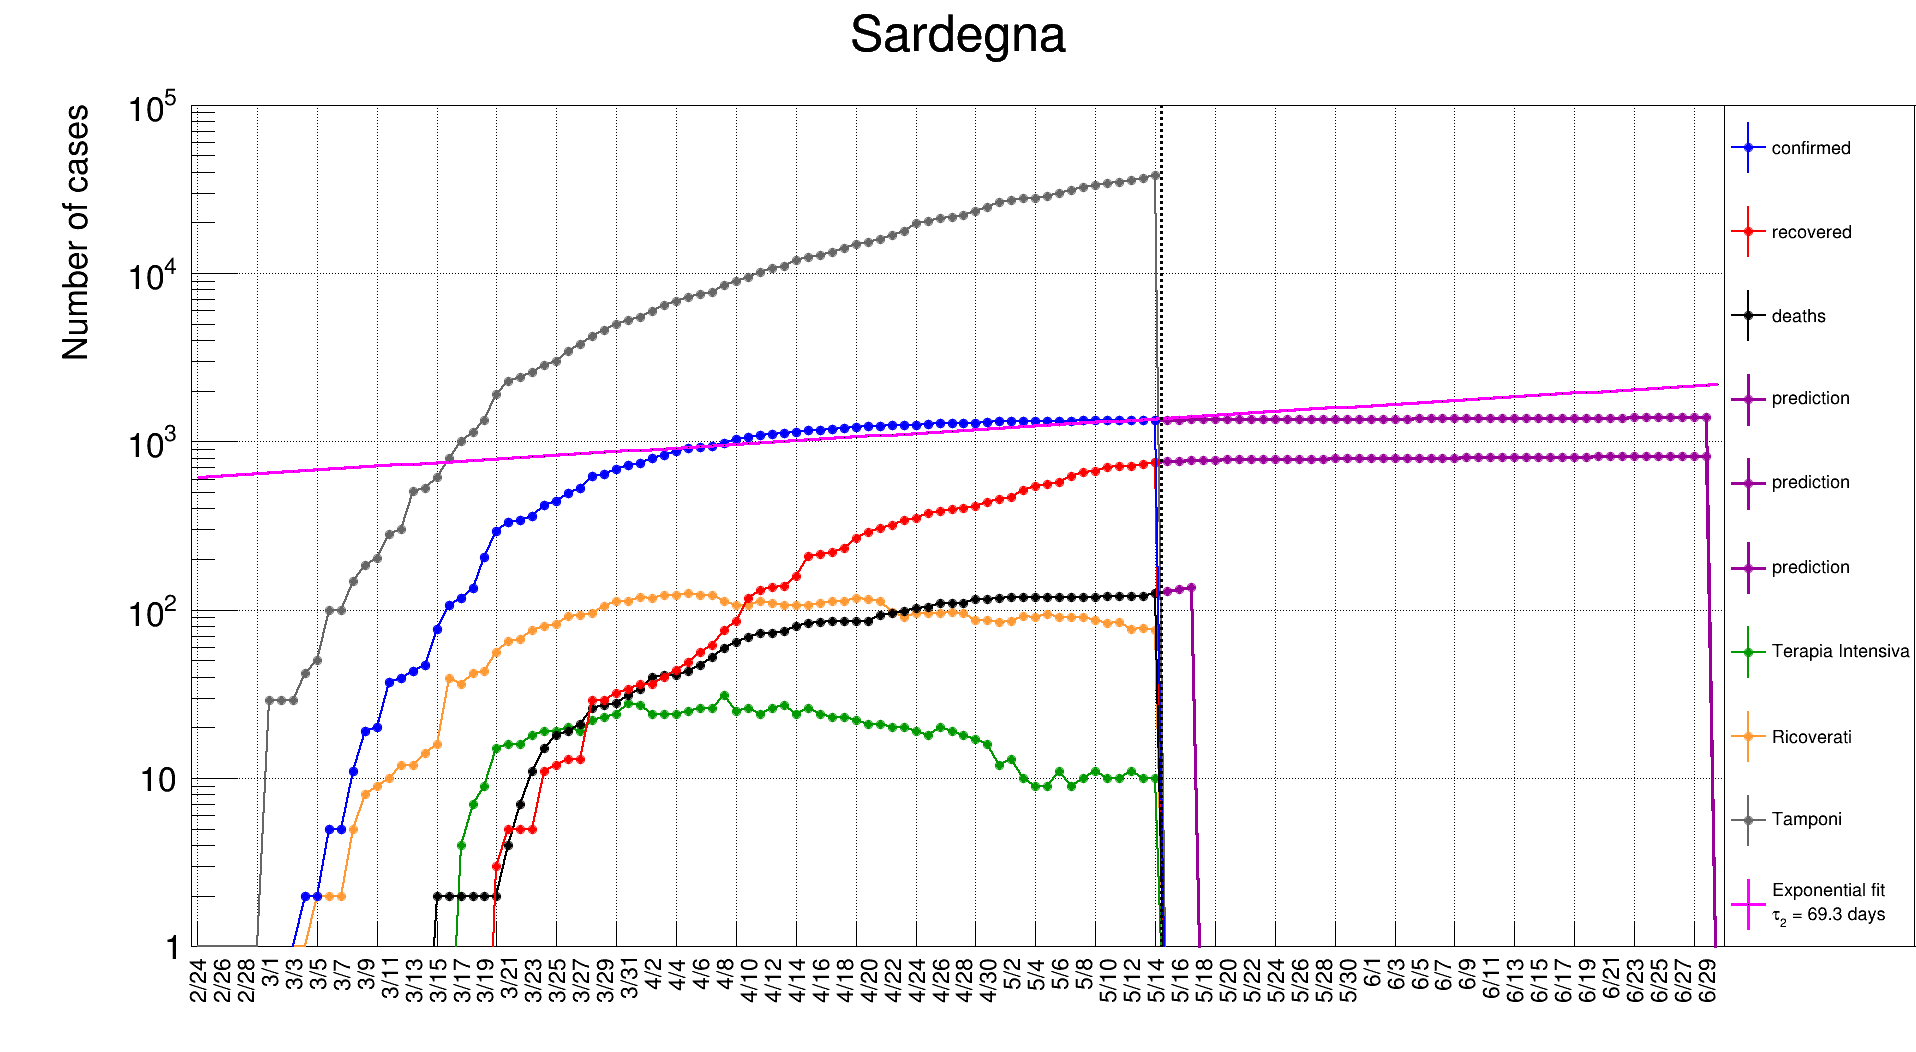 Sardegna
Number of cases
10^5
10^4
10^3
10^2
10
1
2/24 2/26 2/28 3/1 3/3 3/5 3/7 3/9 3/11 3/13 3/15 3/17 3/19 3/21 3/23 3/25 3/27 3/29 3/31 4/2 4/4 4/6 4/8 4/10 4/12 4/14 4/16 4/18 4/20 4/22 4/24 4/26 4/28 4/30 5/2 5/4 5/6 5/8 5/10 5/12 5/14 5/16 5/18 5/20 5/22 5/24 5/26 5/28 5/30 6/1 6/3 6/5 6/7 6/9 6/11 6/13 6/15 6/17 6/19 6/21 6/23 6/25 6/27 6/29
confirmed
recovered
deaths
prediction
prediction
prediction
Terapia Intensiva
Ricoverati
Tamponi
Exponential fit
τ₂ = 69.3 days